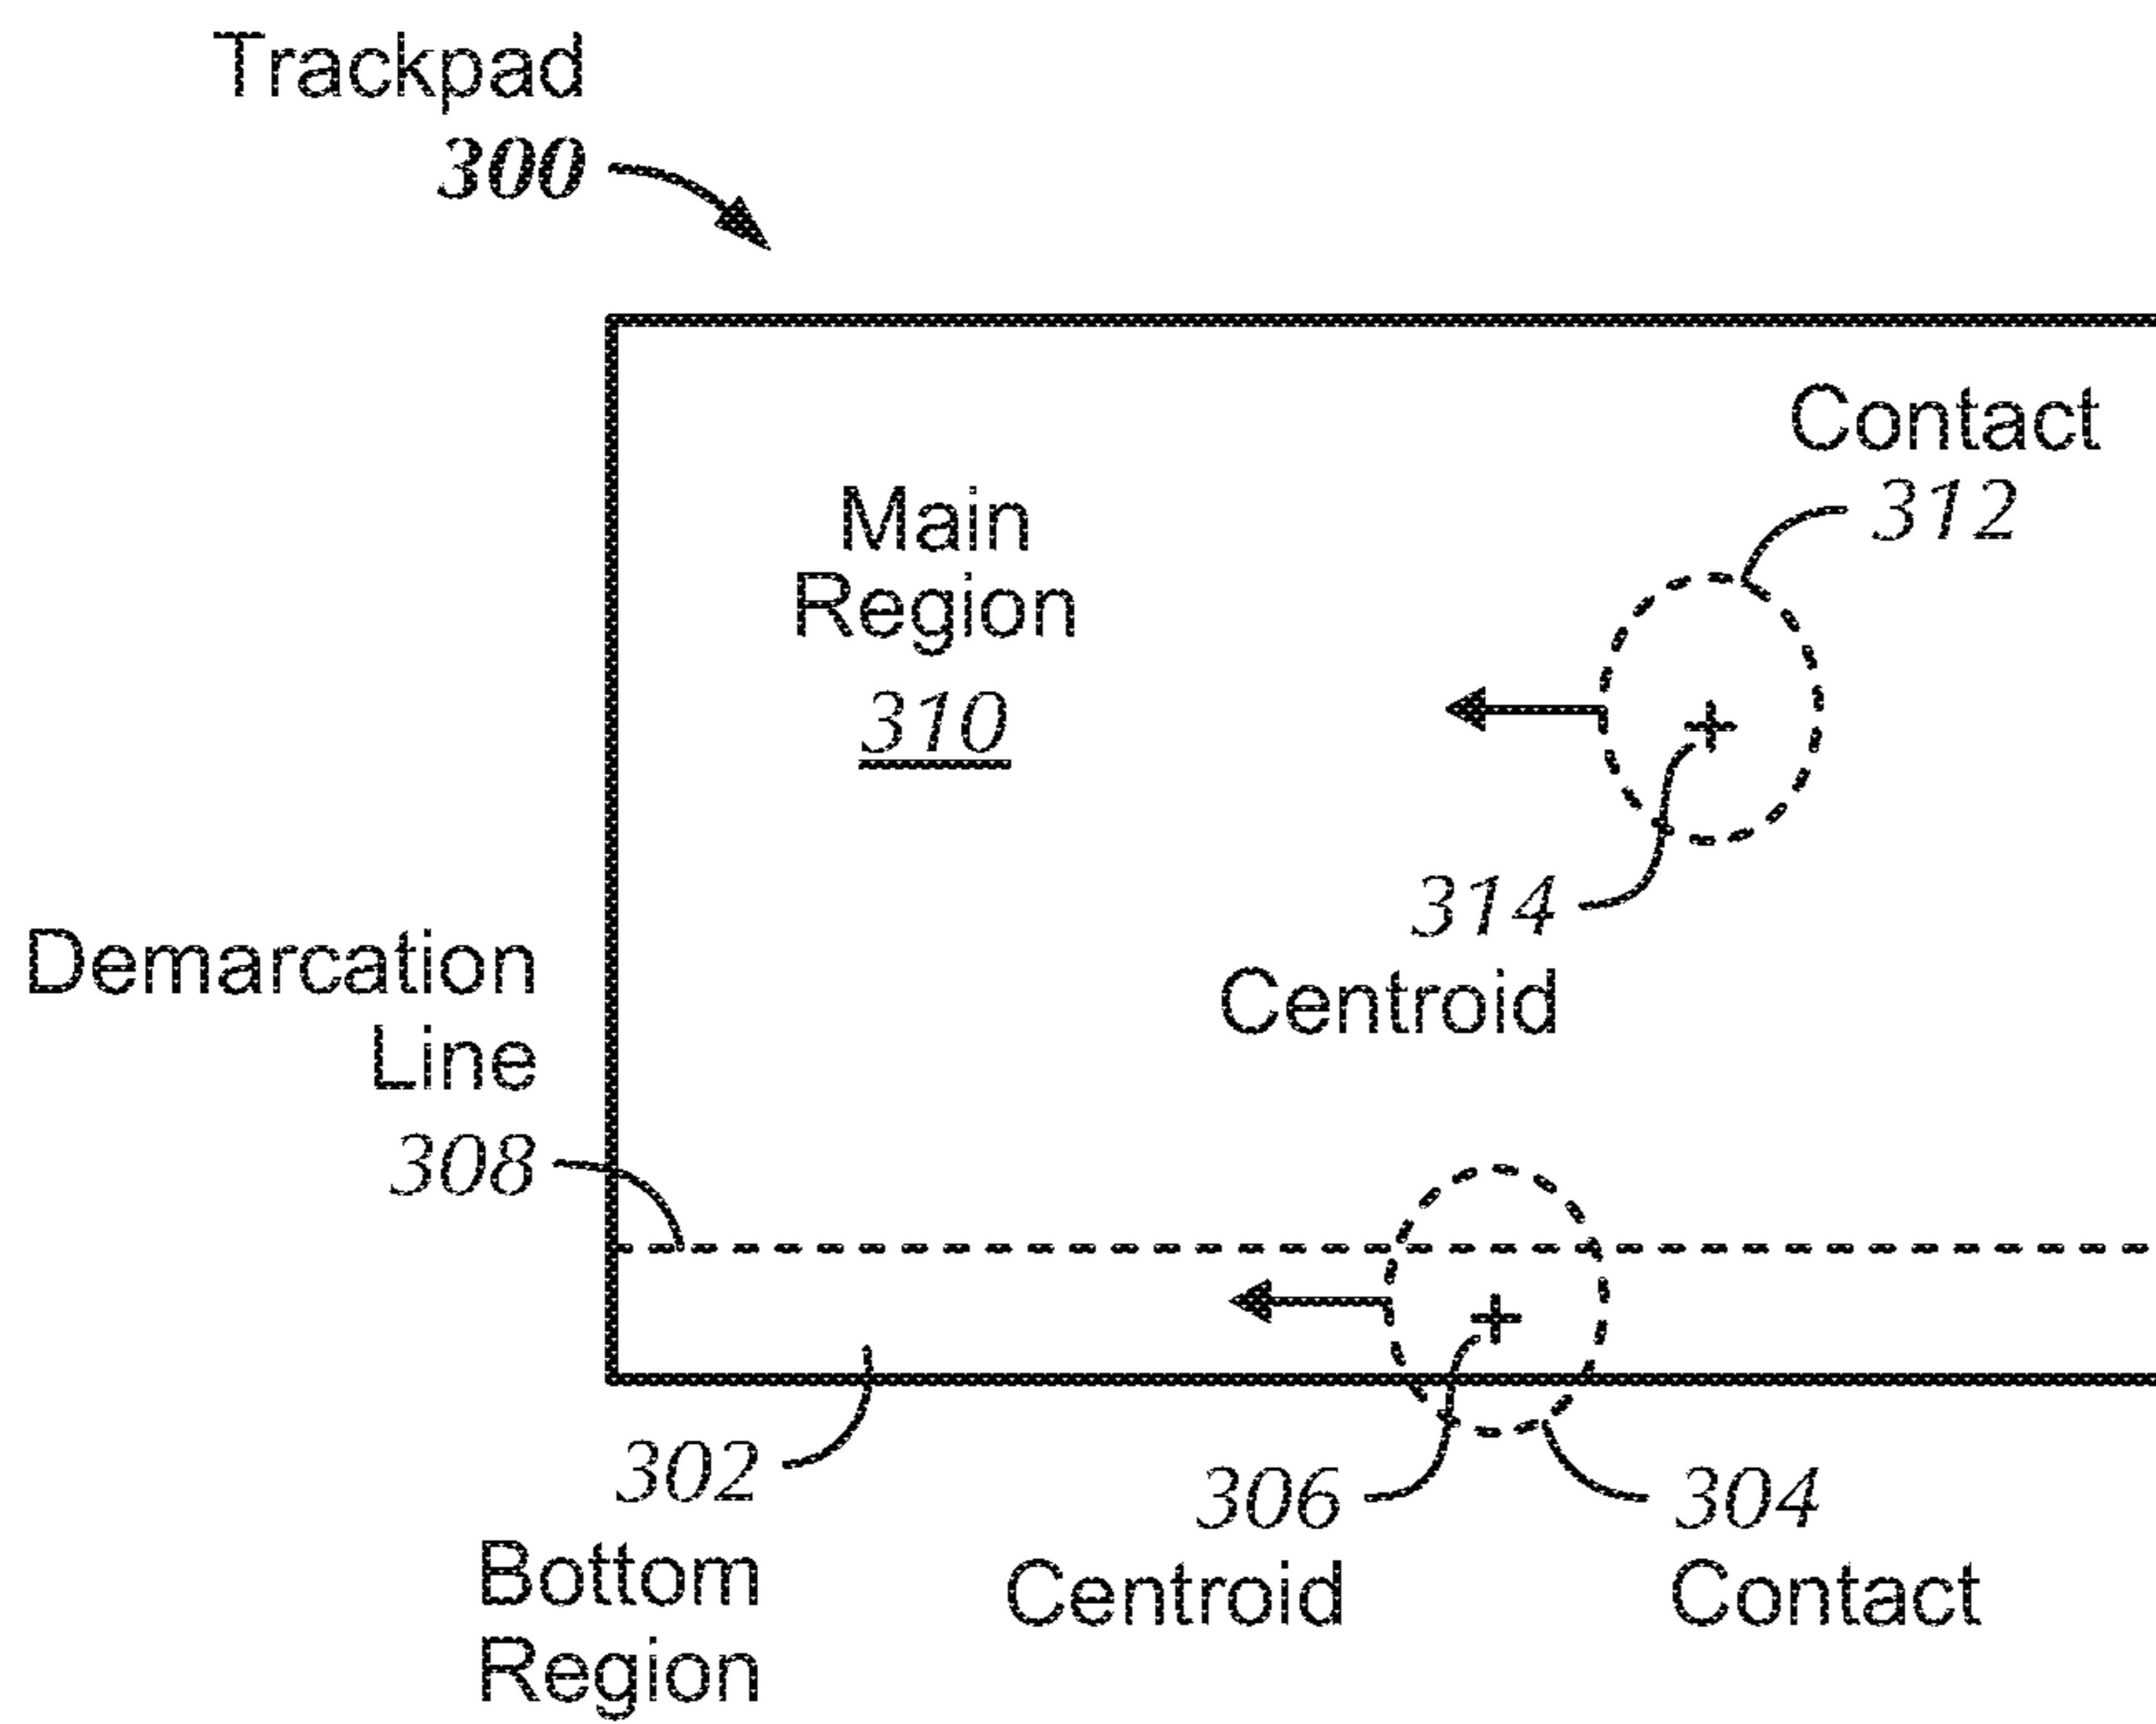 Trackpad
300
Contact
312
Main
Region
310
314
Centroid
Demarcation
Line
308
302
Bottom
Region
306
Centroid
304
Contact